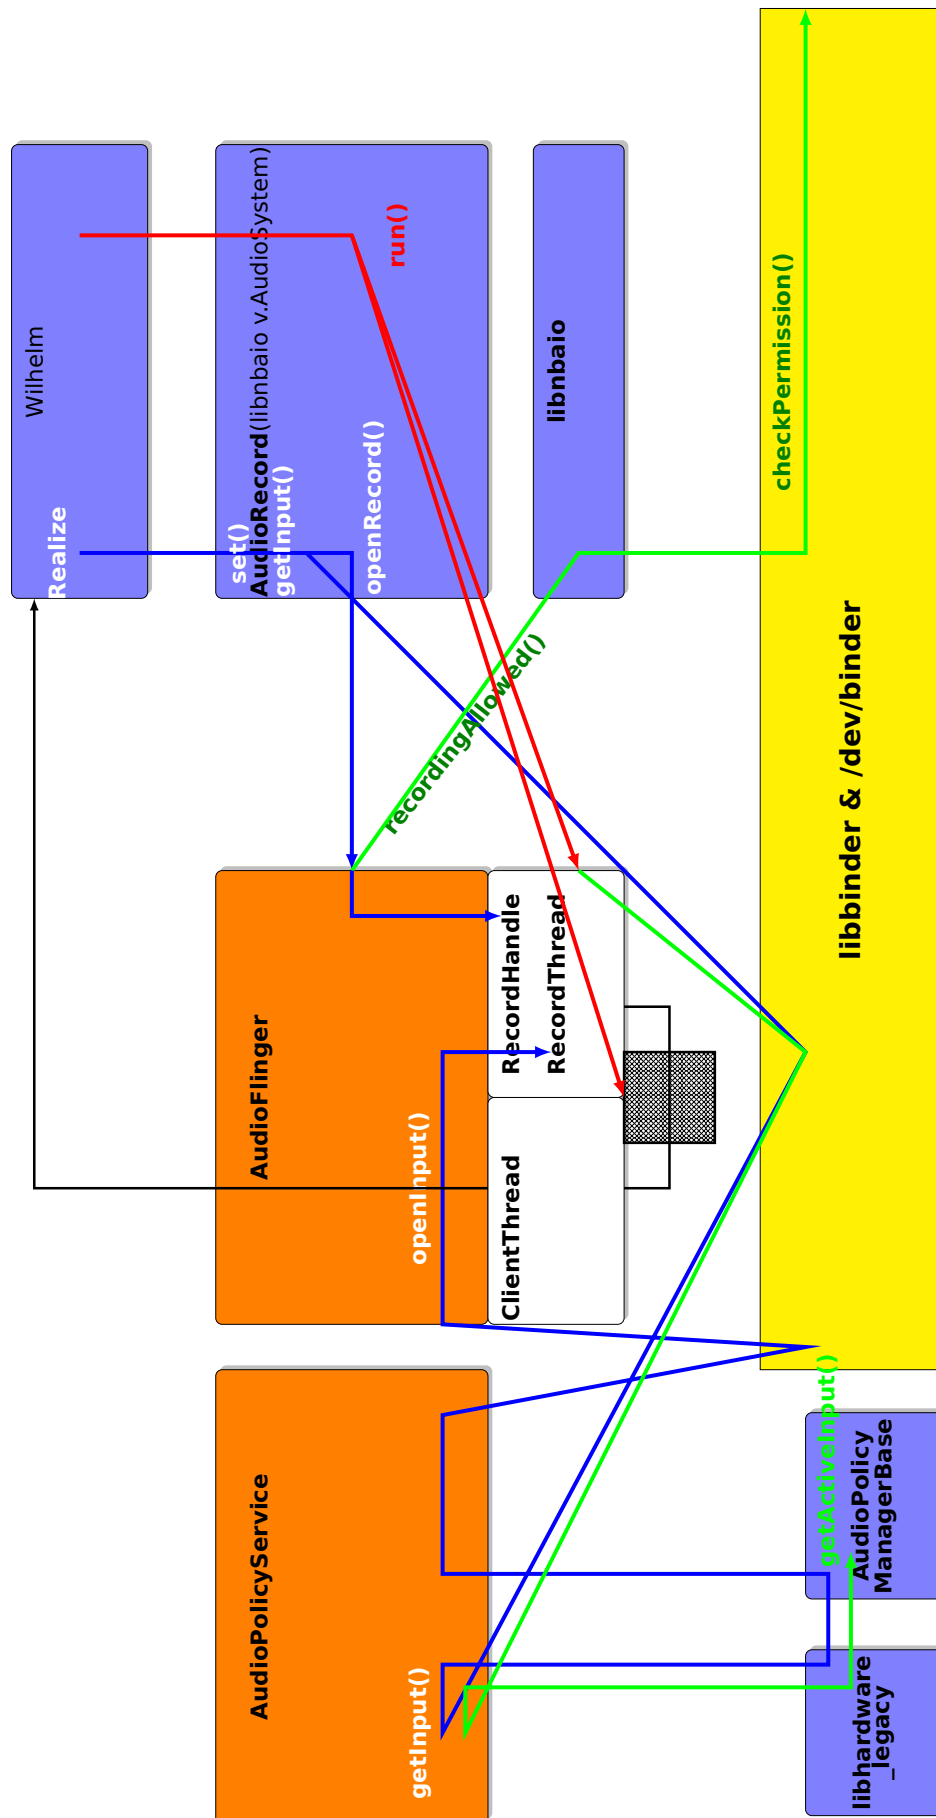 Wilhelm
Realize
AudioRecord(libnbaio v.AudioSystem)
set()
getInput()
openRecord()
run()
libnbaio
checkPermission()
recordingAllowed()
libbinder & /dev/binder
AudioFlinger
openInput()
RecordHandle
RecordThread
ClientThread
AudioPolicyService
getInput()
getActiveInput()
AudioPolicy
ManagerBase
libhardware
_legacy